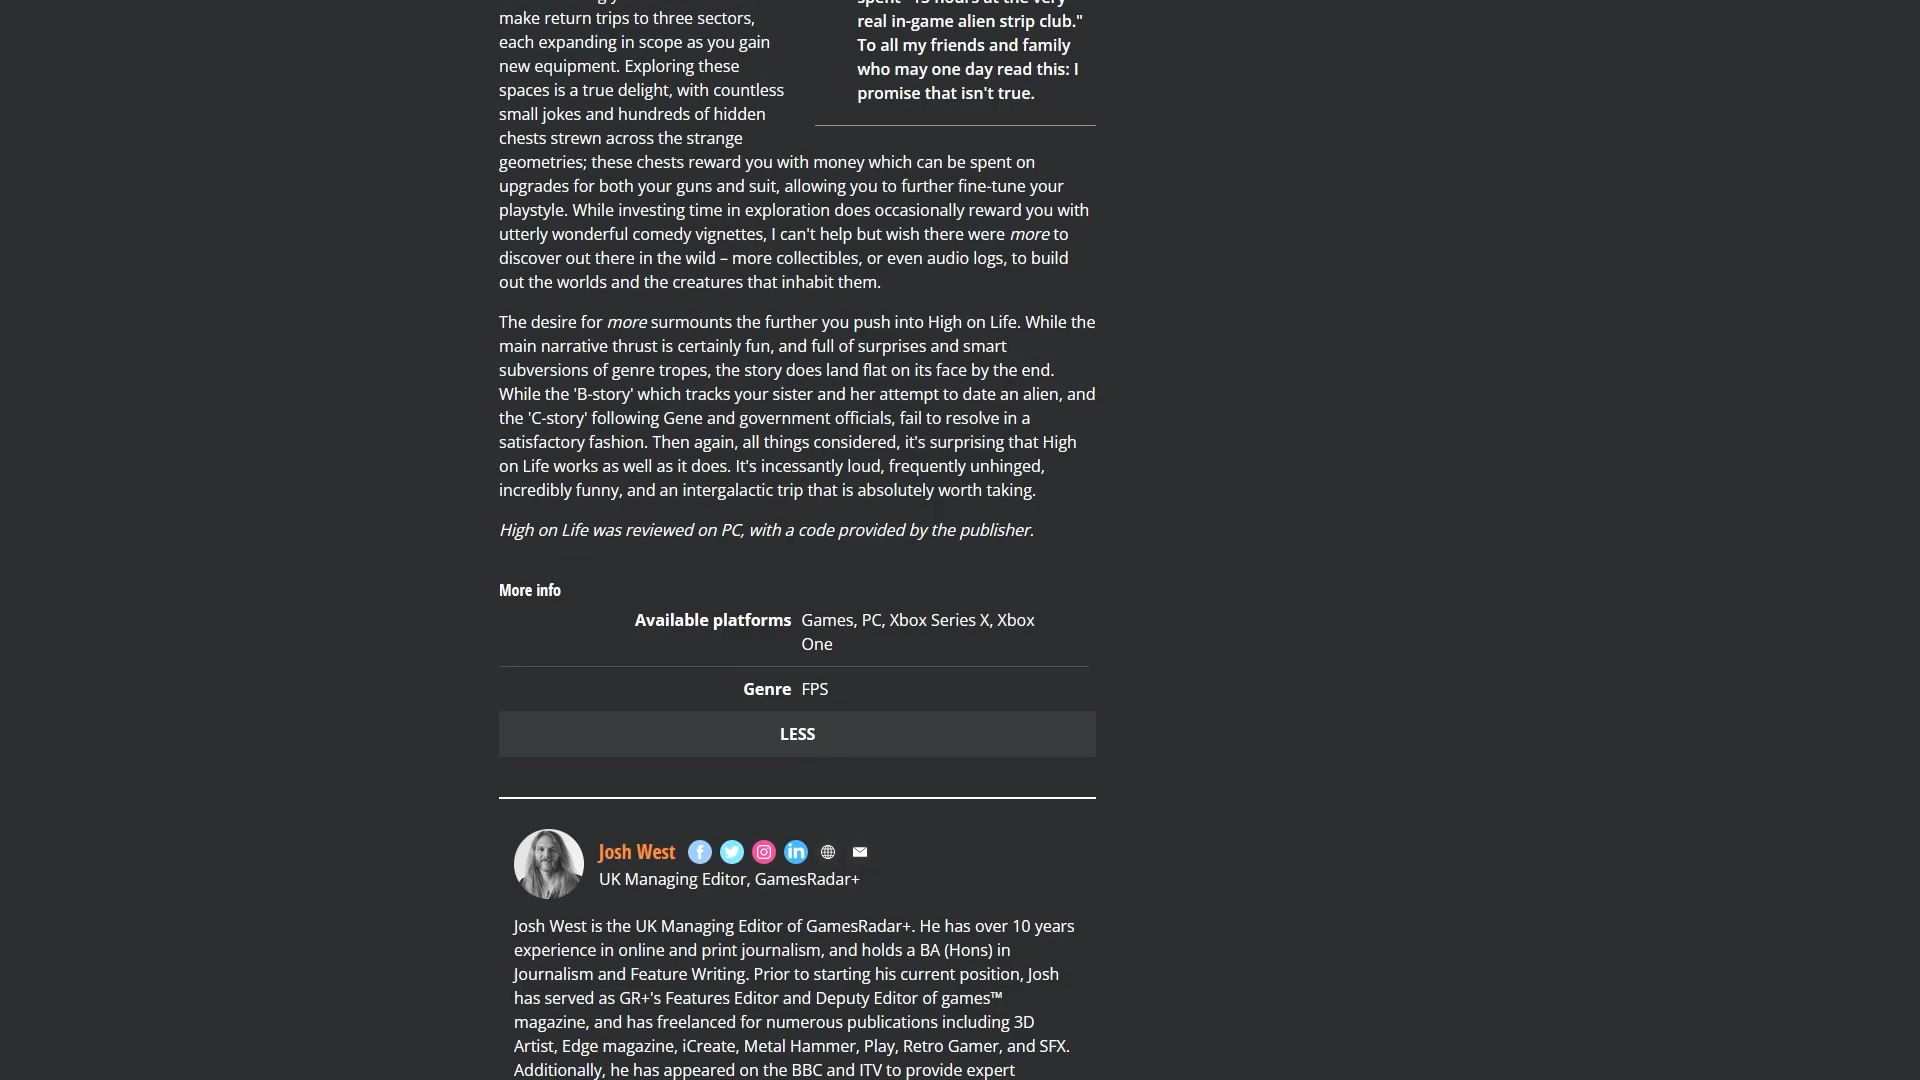 make return trips to three sectors,
each expanding in scope as you gain
new equipment. Exploring these
spaces is a true delight, with countless
small jokes and hundreds of hidden
chests strewn across the strange
geometries; these chests reward you with money which can be spent on
upgrades for both your guns and suit, allowing you to further fine-tune your
playstyle. While investing time in exploration does occasionally reward you with
utterly wonderful comedy vignettes, I can't help but wish there were more to
discover out there in the wild – more collectibles, or even audio logs, to build
out the worlds and the creatures that inhabit them.
real in-game alien strip club."
To all my friends and family
who may one day read this: I
promise that isn't true.
The desire for more surmounts the further you push into High on Life. While the
main narrative thrust is certainly fun, and full of surprises and smart
subversions of genre tropes, the story does land flat on its face by the end.
While the 'B-story' which tracks your sister and her attempt to date an alien, and
the 'C-story' following Gene and government officials, fail to resolve in a
satisfactory fashion. Then again, all things considered, it's surprising that High
on Life works as well as it does. It's incessantly loud, frequently unhinged,
incredibly funny, and an intergalactic trip that is absolutely worth taking.
High on Life was reviewed on PC, with a code provided by the publisher.
More info
Available platforms Games, PC, Xbox Series X, Xbox
One
Genre FPS
LESS
Josh West
UK Managing Editor, GamesRadar+
Josh West is the UK Managing Editor of GamesRadar+. He has over 10 years
experience in online and print journalism, and holds a BA (Hons) in
Journalism and Feature Writing. Prior to starting his current position, Josh
has served as GR+'s Features Editor and Deputy Editor of games™
magazine, and has freelanced for numerous publications including 3D
Artist, Edge magazine, iCreate, Metal Hammer, Play, Retro Gamer, and SFX.
Additionally, he has appeared on the BBC and ITV to provide expert